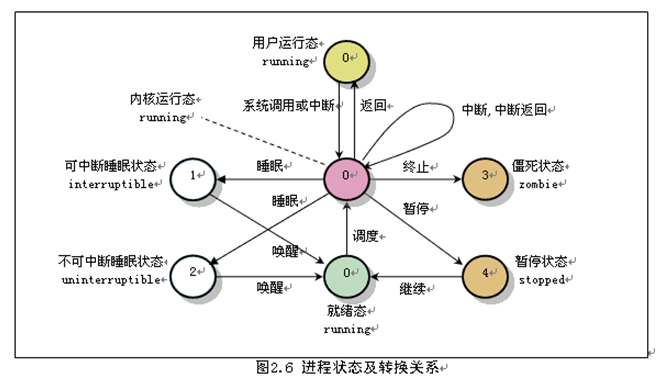 用户运行态
running
0
系统调用或中断
返回
内核运行态
running
中断,中断返回
可中断睡眠状态
interruptible
1
睡眠
0
终止
3
僵死状态
zombie
睡眠
暂停
唤醒
调度
不可中断睡眠状态
uninterruptible
2
唤醒
0
继续
4
暂停状态
stopped
就绪态
running
图2.6 进程状态及转换关系